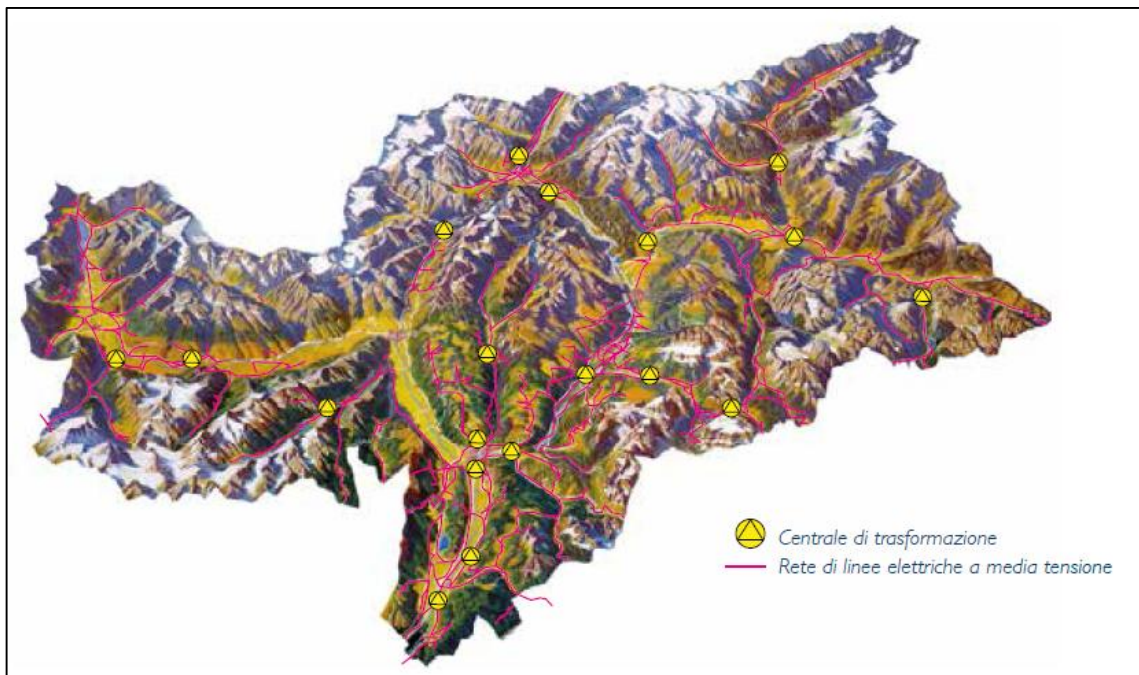 Centrale di trasformazione
Rete di linee elettriche a media tensione